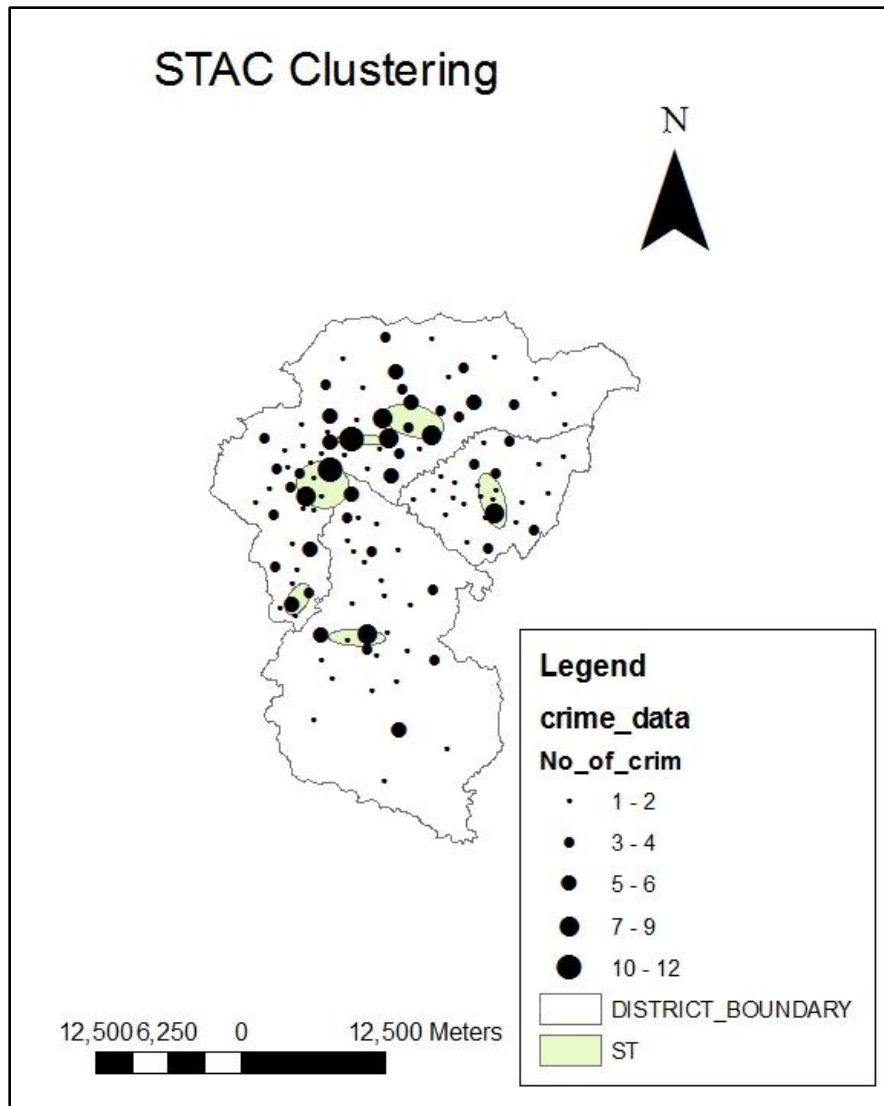 STAC Clustering
N
Legend
crime_data
No_of_crim
1 - 2
3 - 4
5 - 6
7 - 9
10 - 12
DISTRICT_BOUNDARY
ST
12,500 6,250 0 12,500 Meters